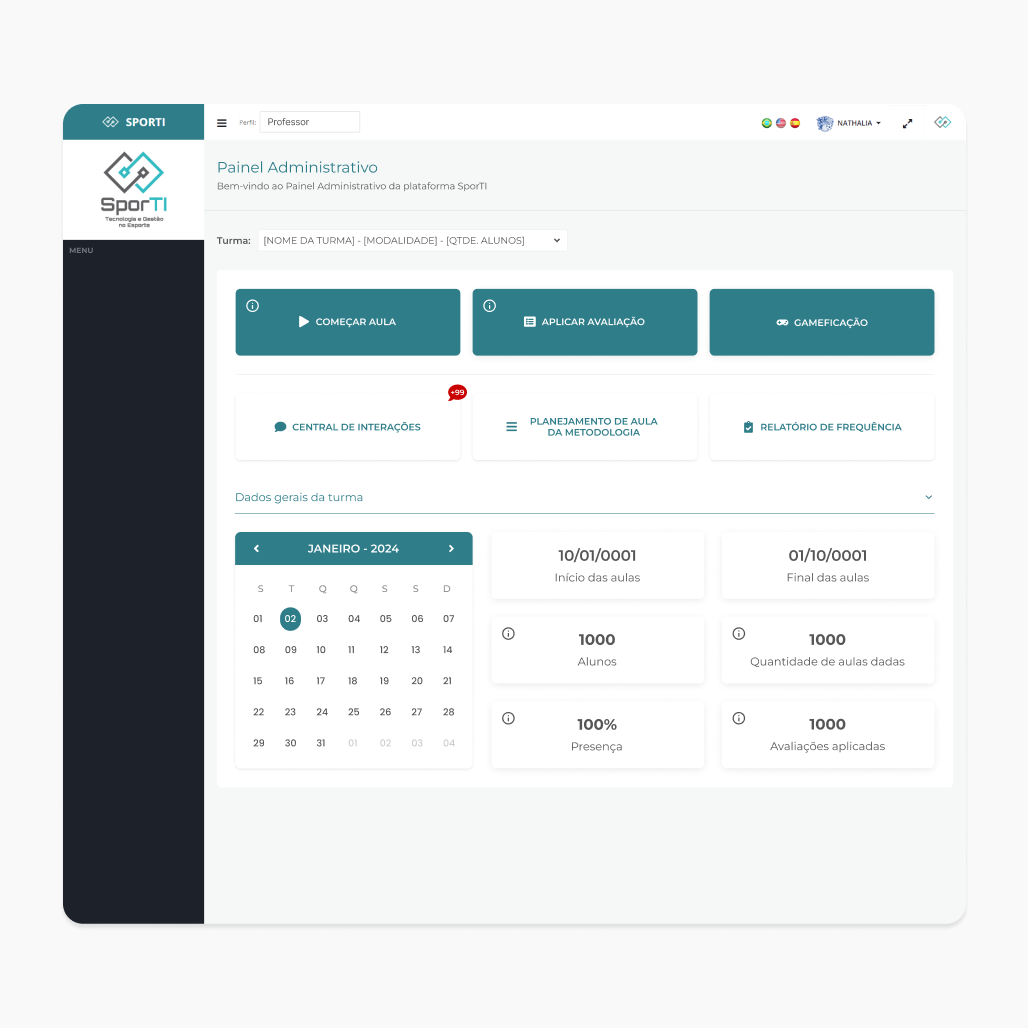 SPORTI
Perfil:
Professor
NATHALIA
SporTI
Tecnologia e Gestão
no Esporte
MENU
Painel Administrativo
Bem-vindo ao Painel Administrativo da plataforma SporTI
Turma:
[NOME DA TURMA] - [MODALIDADE] - [QTDE. ALUNOS]
COMEÇAR AULA
APLICAR AVALIAÇÃO
GAMEFICAÇÃO
+99
CENTRAL DE INTERAÇÕES
PLANEJAMENTO DE AULA
DA METODOLOGIA
RELATÓRIO DE FREQUÊNCIA
Dados gerais da turma
JANEIRO - 2024
S T Q Q S S D
01 02 03 04 05 06 07
08 09 10 11 12 13 14
15 16 17 18 19 20 21
22 23 24 25 26 27 28
29 30 31 01 02 03 04
10/01/0001
Início das aulas
01/10/0001
Final das aulas
1000
Alunos
1000
Quantidade de aulas dadas
100%
Presença
1000
Avaliações aplicadas